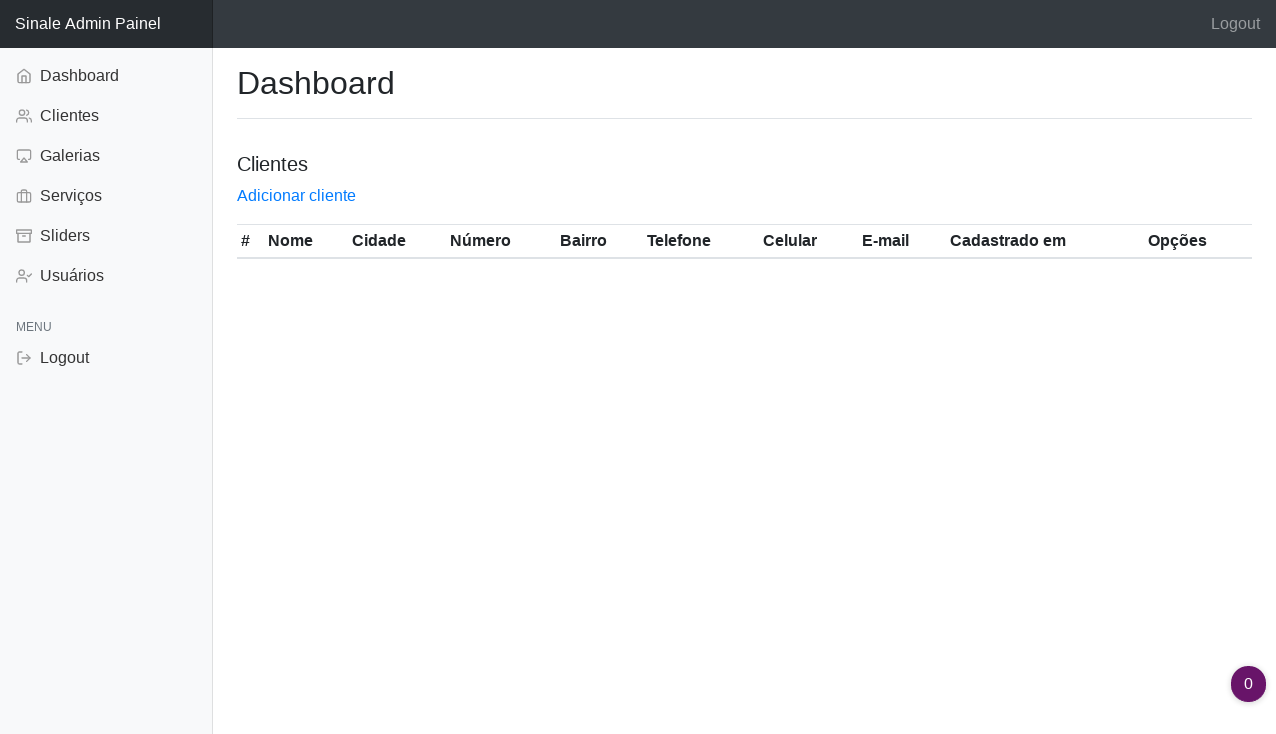 Sinale Admin Painel
Logout
Dashboard
Clientes
Galerias
Serviços
Sliders
Usuários
MENU
Logout
Dashboard
Clientes
Adicionar cliente
# Nome Cidade Número Bairro Telefone Celular E-mail Cadastrado em Opções
0